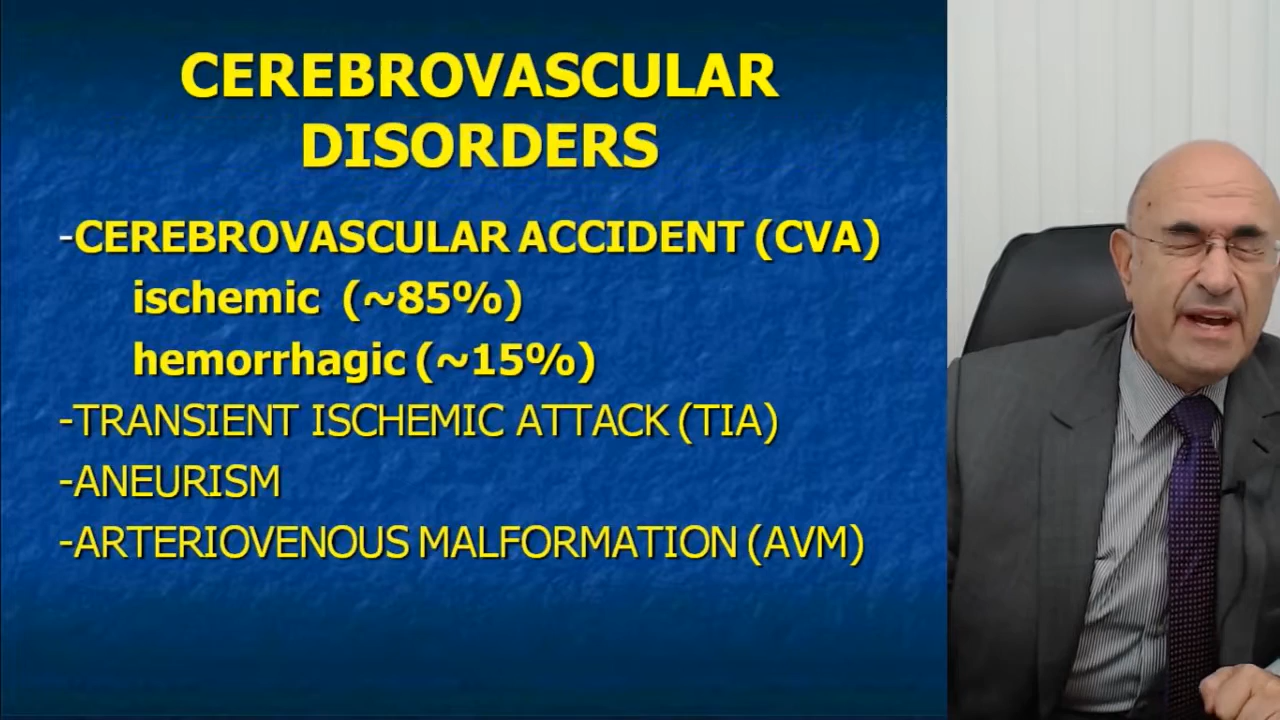 CEREBROVASCULAR
DISORDERS
-CEREBROVASCULAR ACCIDENT (CVA)
ischemic (~85%)
hemorrhagic (~15%)
-TRANSIENT ISCHEMIC ATTACK (TIA)
-ANEURISM
-ARTERIOVENOUS MALFORMATION (AVM)